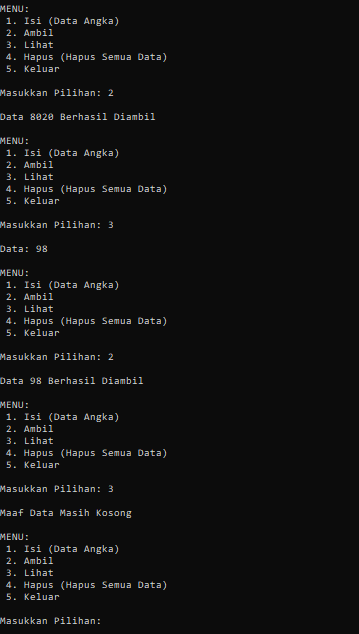 MENU:
1. Isi (Data Angka)
2. Ambil
3. Lihat
4. Hapus (Hapus Semua Data)
5. Keluar
Masukkan Pilihan: 2
Data 8020 Berhasil Diambil
MENU:
1. Isi (Data Angka)
2. Ambil
3. Lihat
4. Hapus (Hapus Semua Data)
5. Keluar
Masukkan Pilihan: 3
Data: 98
MENU:
1. Isi (Data Angka)
2. Ambil
3. Lihat
4. Hapus (Hapus Semua Data)
5. Keluar
Masukkan Pilihan: 2
Data 98 Berhasil Diambil
MENU:
1. Isi (Data Angka)
2. Ambil
3. Lihat
4. Hapus (Hapus Semua Data)
5. Keluar
Masukkan Pilihan: 3
Maaf Data Masih Kosong
MENU:
1. Isi (Data Angka)
2. Ambil
3. Lihat
4. Hapus (Hapus Semua Data)
5. Keluar
Masukkan Pilihan: